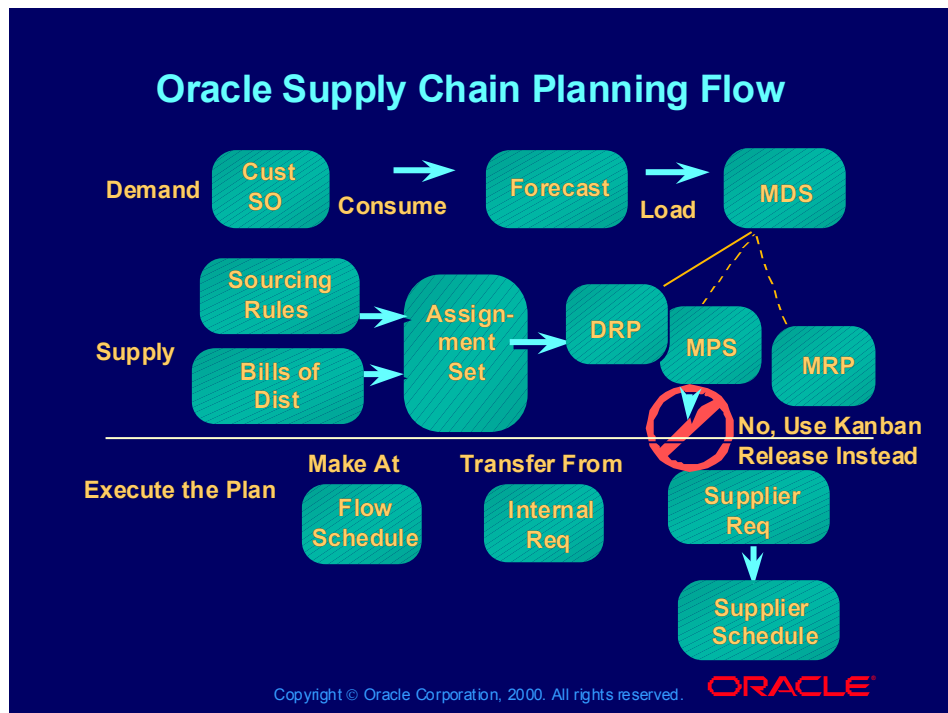 Oracle Supply Chain Planning Flow
Demand
Cust
SO
Consume
Forecast
Load
MDS
Supply
Sourcing
Rules
Bills of
Dist
Assign-
ment
Set
DRP
MPS
MRP
No, Use Kanban
Release Instead
Execute the Plan
Make At
Flow
Schedule
Transfer From
Internal
Req
Supplier
Req
Supplier
Schedule
Copyright © Oracle Corporation, 2000. All rights reserved.
ORACLE®